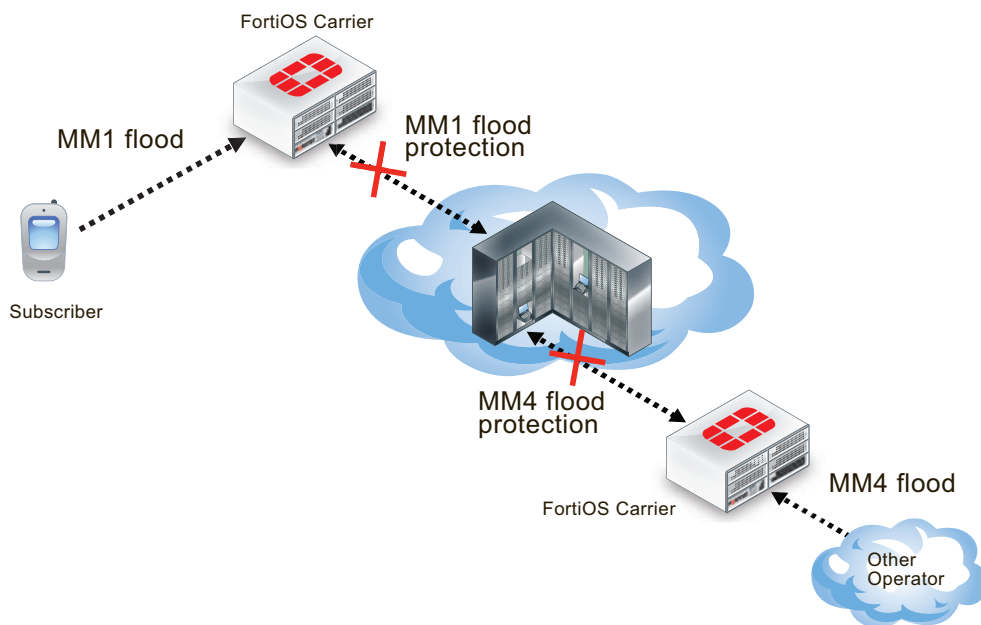 FortiOS Carrier
MM1 flood
MM1 flood
protection
Subscriber
MM4 flood
protection
FortiOS Carrier
MM4 flood
Other
Operator